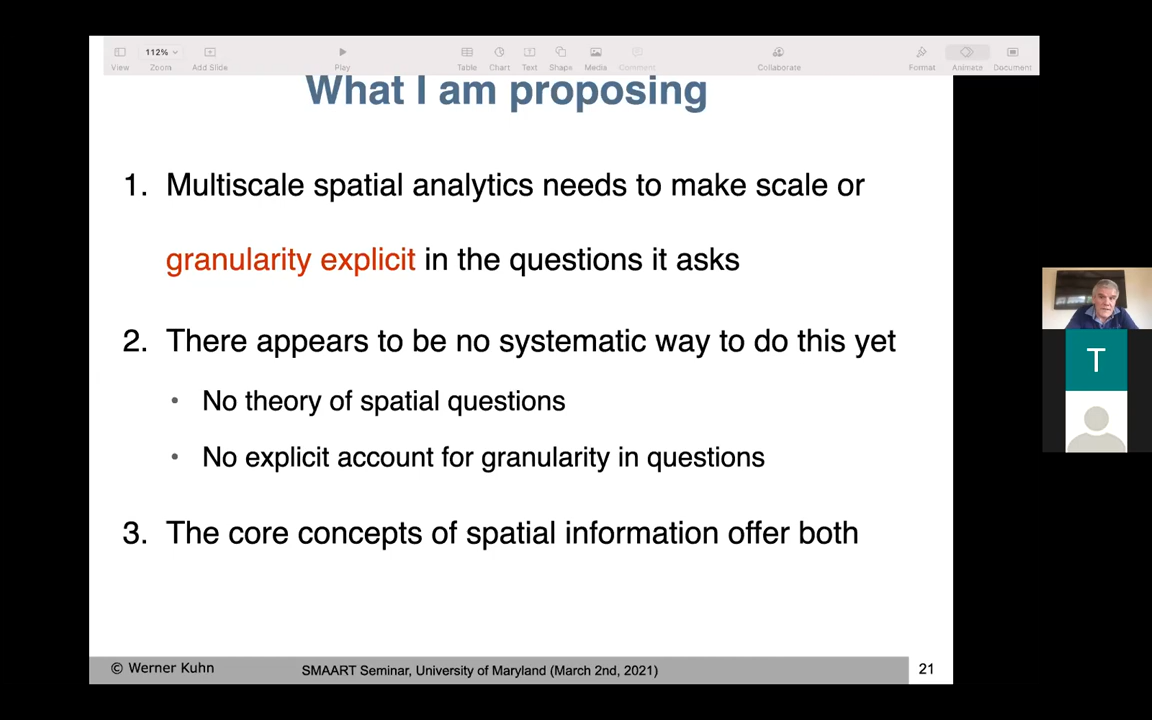 112%
View Zoom Add Slide Play Table Chart Text Shape Media Comment Collaborate Format Animate Document
What I am proposing
1. Multiscale spatial analytics needs to make scale or
granularity explicit in the questions it asks
2. There appears to be no systematic way to do this yet
• No theory of spatial questions
• No explicit account for granularity in questions
3. The core concepts of spatial information offer both
T
© Werner Kuhn SMAART Seminar, University of Maryland (March 2nd, 2021) 21